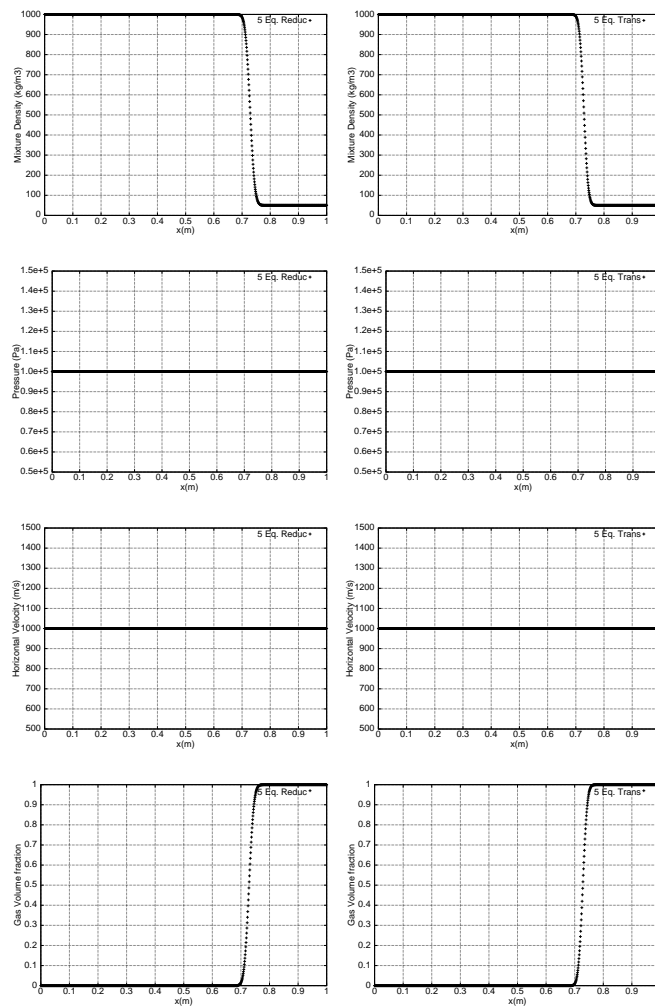 5 Eq. Reduc
1000
900
800
700
600
500
400
300
200
100
0
Mixture Density (kg/m3)
0 0.1 0.2 0.3 0.4 0.5 0.6 0.7 0.8 0.9 1
x(m)
5 Eq. Trans
1000
900
800
700
600
500
400
300
200
100
0
Mixture Density (kg/m3)
0 0.1 0.2 0.3 0.4 0.5 0.6 0.7 0.8 0.9
x(m)
5 Eq. Reduc
1.5e+5
1.4e+5
1.3e+5
1.2e+5
1.1e+5
1.0e+5
0.9e+5
0.8e+5
0.7e+5
0.6e+5
0.5e+5
Pressure (Pa)
0 0.1 0.2 0.3 0.4 0.5 0.6 0.7 0.8 0.9 1
x(m)
5 Eq. Trans
1.5e+5
1.4e+5
1.3e+5
1.2e+5
1.1e+5
1.0e+5
0.9e+5
0.8e+5
0.7e+5
0.6e+5
0.5e+5
Pressure (Pa)
0 0.1 0.2 0.3 0.4 0.5 0.6 0.7 0.8 0.9
x(m)
5 Eq. Reduc
1500
1400
1300
1200
1100
1000
900
800
700
600
500
Horizontal Velocity (m/s)
0 0.1 0.2 0.3 0.4 0.5 0.6 0.7 0.8 0.9 1
x(m)
5 Eq. Trans
1500
1400
1300
1200
1100
1000
900
800
700
600
500
Horizontal Velocity (m/s)
0 0.1 0.2 0.3 0.4 0.5 0.6 0.7 0.8 0.9
x(m)
5 Eq. Reduc
1
0.9
0.8
0.7
0.6
0.5
0.4
0.3
0.2
0.1
0
Gas Volume fraction
0 0.1 0.2 0.3 0.4 0.5 0.6 0.7 0.8 0.9 1
x(m)
5 Eq. Trans
1
0.9
0.8
0.7
0.6
0.5
0.4
0.3
0.2
0.1
0
Gas Volume fraction
0 0.1 0.2 0.3 0.4 0.5 0.6 0.7 0.8 0.9
x(m)